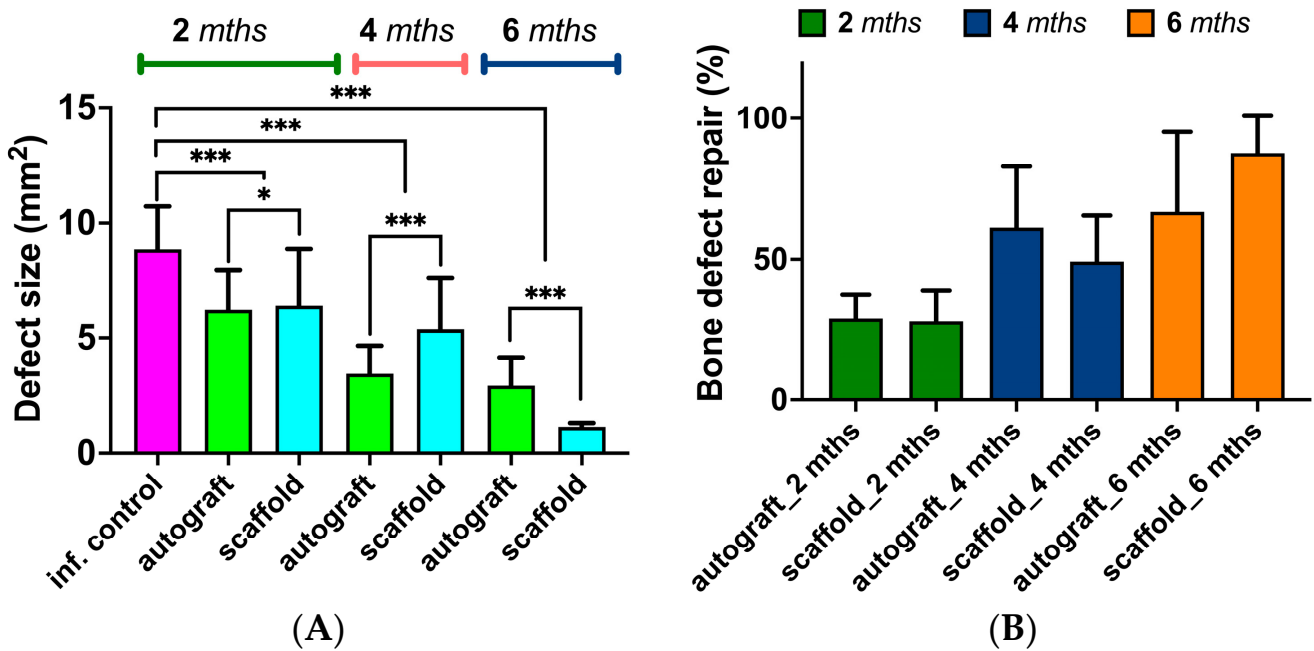 2 mths 4 mths 6 mths
Defect size (mm²)
15
10
5
0
***
***
***
*
***
***
inf. control
autograft
scaffold
autograft
scaffold
autograft
scaffold
(A)
2 mths 4 mths 6 mths
Bone defect repair (%)
100
50
0
autograft_2 mths
scaffold_2 mths
autograft_4 mths
scaffold_4 mths
autograft_6 mths
scaffold_6 mths
(B)